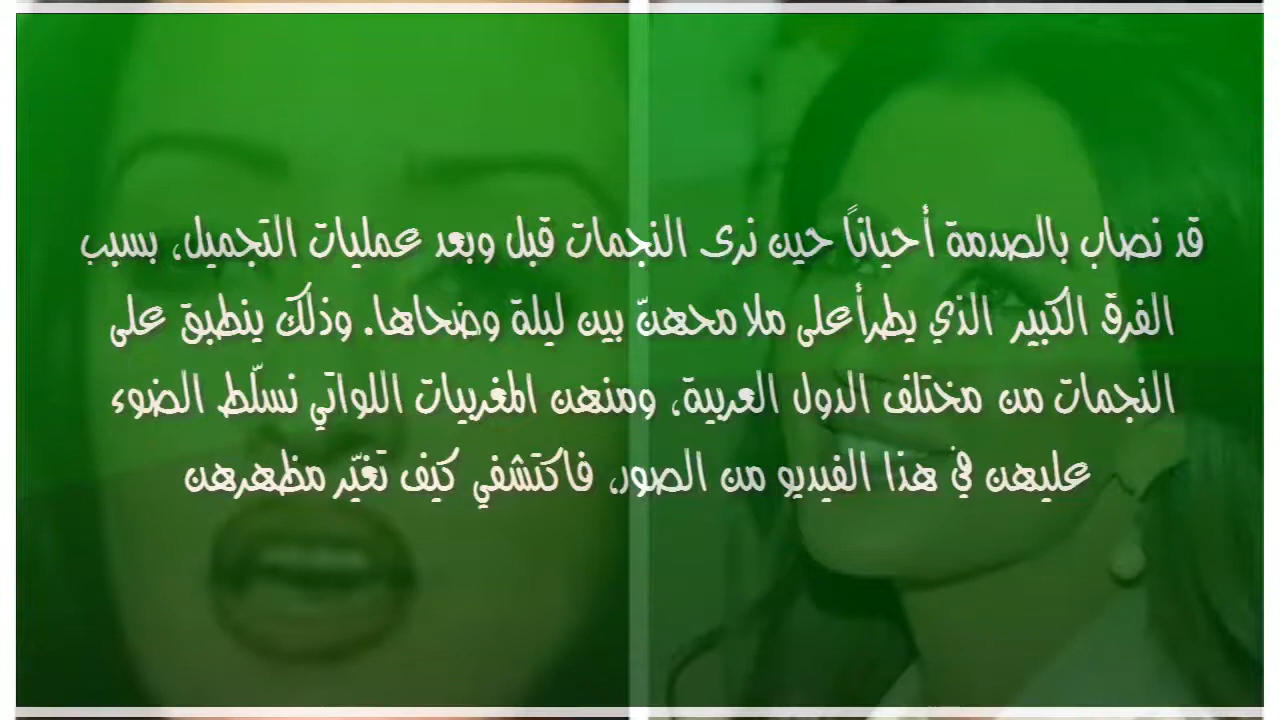 قد نصاب بالصدمة أحياناً حين نرى النجمات قبل وبعد عمليات التجميل، بسبب
الفرق الكبير الذي يطرأعلى ملامحهنّ بين ليلة وضحاها. وذلك ينطبق على
النجمات من مختلف الدول العربية، ومنهن المغربيات اللواتي نسلّط الضوء
عليهن في هذا الفيديو من الصور، فاكتشفي كيف تغيّر مظهرهن